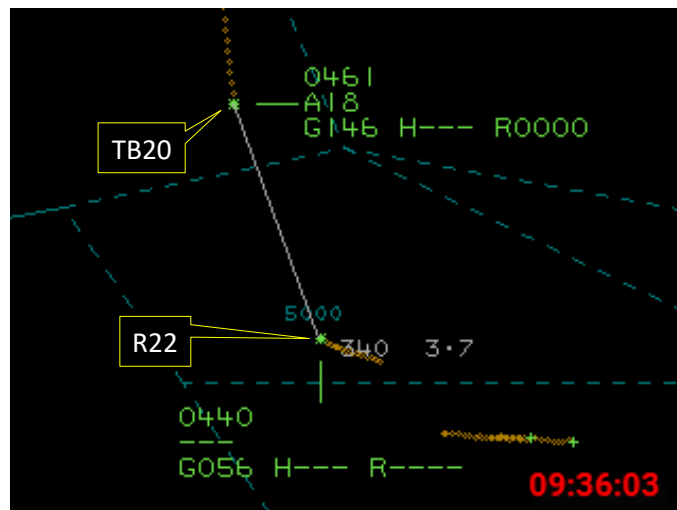 0461
A18
G146 H--- R0000
TB20
5000
R22
340 3·7
0440
---
G056 H--- R----
09:36:03